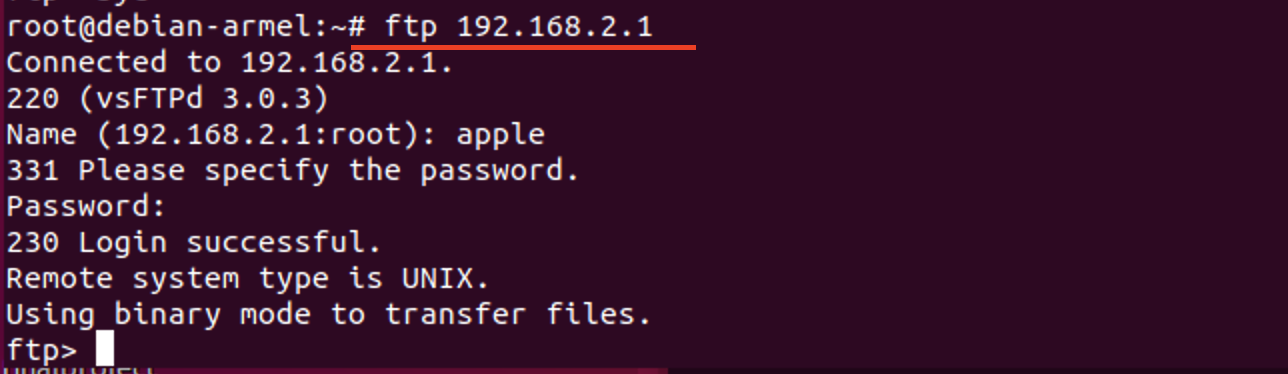 root@debian-armel:~# ftp 192.168.2.1
Connected to 192.168.2.1.
220 (vsFTPd 3.0.3)
Name (192.168.2.1:root): apple
331 Please specify the password.
Password:
230 Login successful.
Remote system type is UNIX.
Using binary mode to transfer files.
ftp>